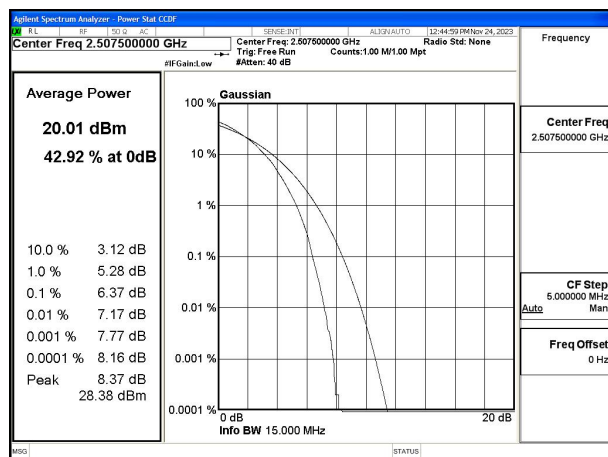 Agilent Spectrum Analyzer - Power Stat CCDF
RL RF 50 Ω AC SENSE:INT ALIGN AUTO 12:44:59 PM Nov 24, 2023
Center Freq 2.507500000 GHz
Center Freq: 2.507500000 GHz Radio Std: None
Trig: Free Run Counts:1.00 M/1.00 Mpt
#IFGain:Low #Atten: 40 dB
Frequency
Average Power
20.01 dBm
42.92 % at 0dB
10.0 % 3.12 dB
1.0 % 5.28 dB
0.1 % 6.37 dB
0.01 % 7.17 dB
0.001 % 7.77 dB
0.0001 % 8.16 dB
Peak 8.37 dB
28.38 dBm
Gaussian
100 %
10 %
1 %
0.1 %
0.01 %
0.001 %
0.0001 %
0 dB 20 dB
Info BW 15.000 MHz
Center Freq
2.507500000 GHz
CF Step
5.000000 MHz
Auto Man
Freq Offset
0 Hz
MSG STATUS